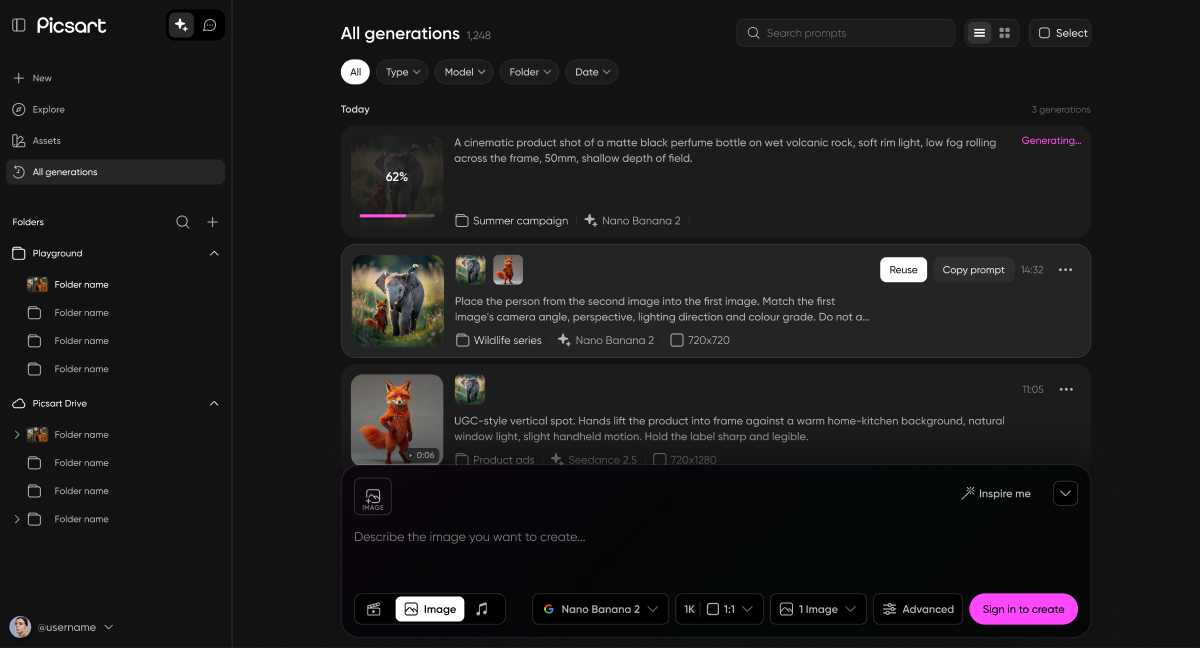 Picsart
New
Explore
Assets
All generations
Folders
Playground
Folder name
Folder name
Folder name
Folder name
Picsart Drive
Folder name
Folder name
Folder name
Folder name
@username
All generations 1,248
Search prompts
Select
All
Type
Model
Folder
Date
Today
3 generations
62%
A cinematic product shot of a matte black perfume bottle on wet volcanic rock, soft rim light, low fog rolling
across the frame, 50mm, shallow depth of field.
Generating...
Summer campaign
Nano Banana 2
Reuse
Copy prompt
14:32
Place the person from the second image into the first image. Match the first
image's camera angle, perspective, lighting direction and colour grade. Do not a...
Wildlife series
Nano Banana 2
720x720
11:05
UGC-style vertical spot. Hands lift the product into frame against a warm home-kitchen background, natural
window light, slight handheld motion. Hold the label sharp and legible.
0:06
Product ads
Seedance 2.5
720x1280
IMAGE
Inspire me
Describe the image you want to create...
Image
G
Nano Banana 2
1K
1:1
1 Image
Advanced
Sign in to create